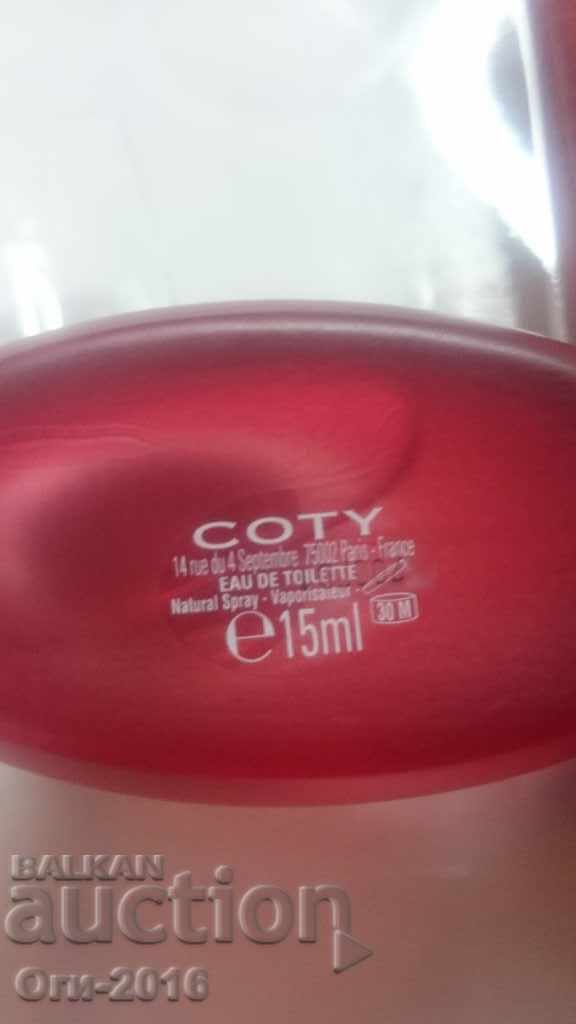 COTY
14 rue du 4 Septembre 75002 Paris - France
EAU DE TOILETTE
Natural Spray - Vaporisateur -
30 M
e15ml
BALKAN
auction
Оги-2016